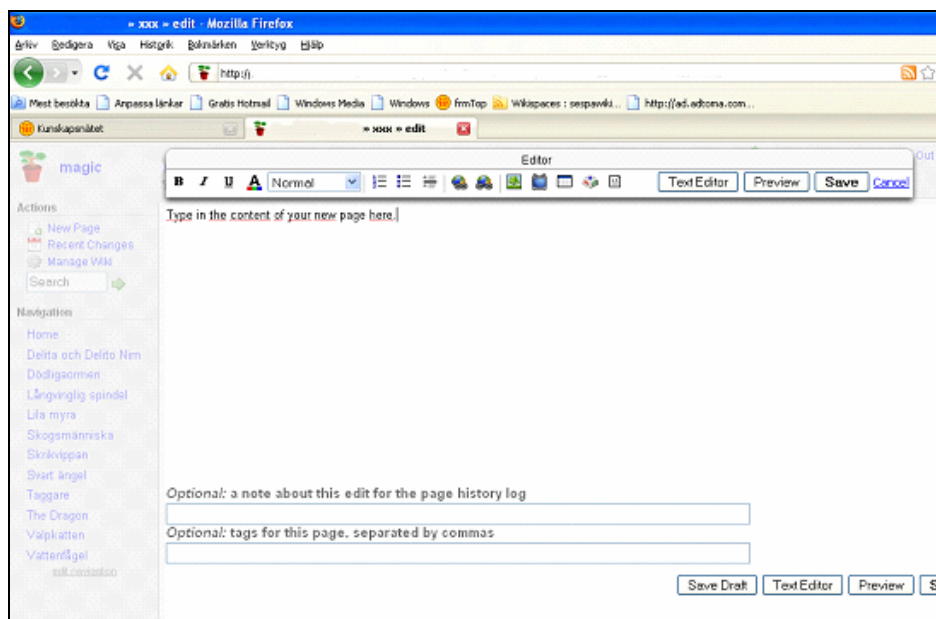 » xxx » edit - Mozilla Firefox
Arkiv Redigera Visa Historik Bokmärken Verktyg Hjälp
http://
Mest besökta Anpassa länkar Gratis Hotmail Windows Media Windows frmTop Wikispaces : sespawiki... http://ad.adtoma.com...
Kunskapsnätet » xxx » edit
magic
Out
Editor
B I U A Normal Text Editor Preview Save Cancel
Type in the content of your new page here.
Actions
New Page
Recent Changes
Manage Wiki
Search
Navigation
Home
Delita och Delito Nim
Dödligaormen
Långvinglig spindel
Lila myra
Skogsmänniska
Skrikvippan
Svart ängel
Taggare
The Dragon
Valpkatten
Vattenfågel
edit navigation
Optional: a note about this edit for the page history log
Optional: tags for this page, separated by commas
Save Draft Text Editor Preview S